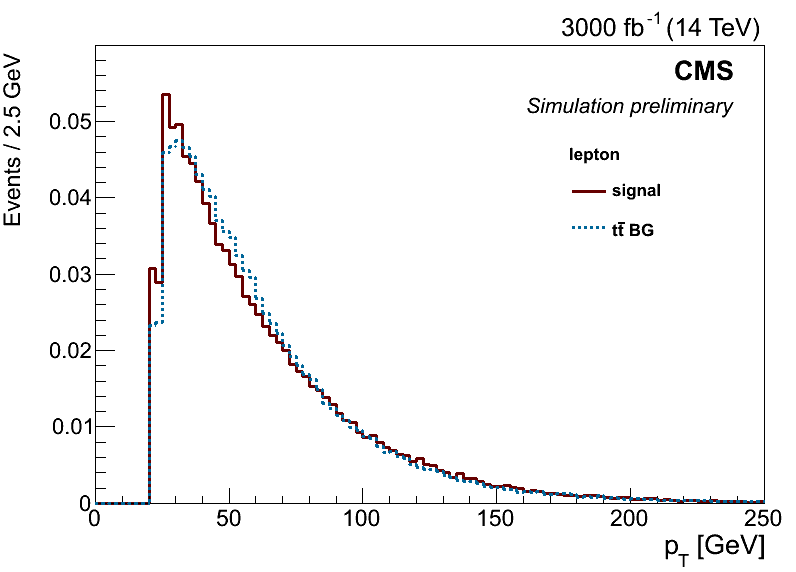 3000 fb⁻¹ (14 TeV)
CMS
Simulation preliminary
lepton
signal
tt̄ BG
Events / 2.5 GeV
0.05
0.04
0.03
0.02
0.01
0
0 50 100 150 200 250
p_T [GeV]